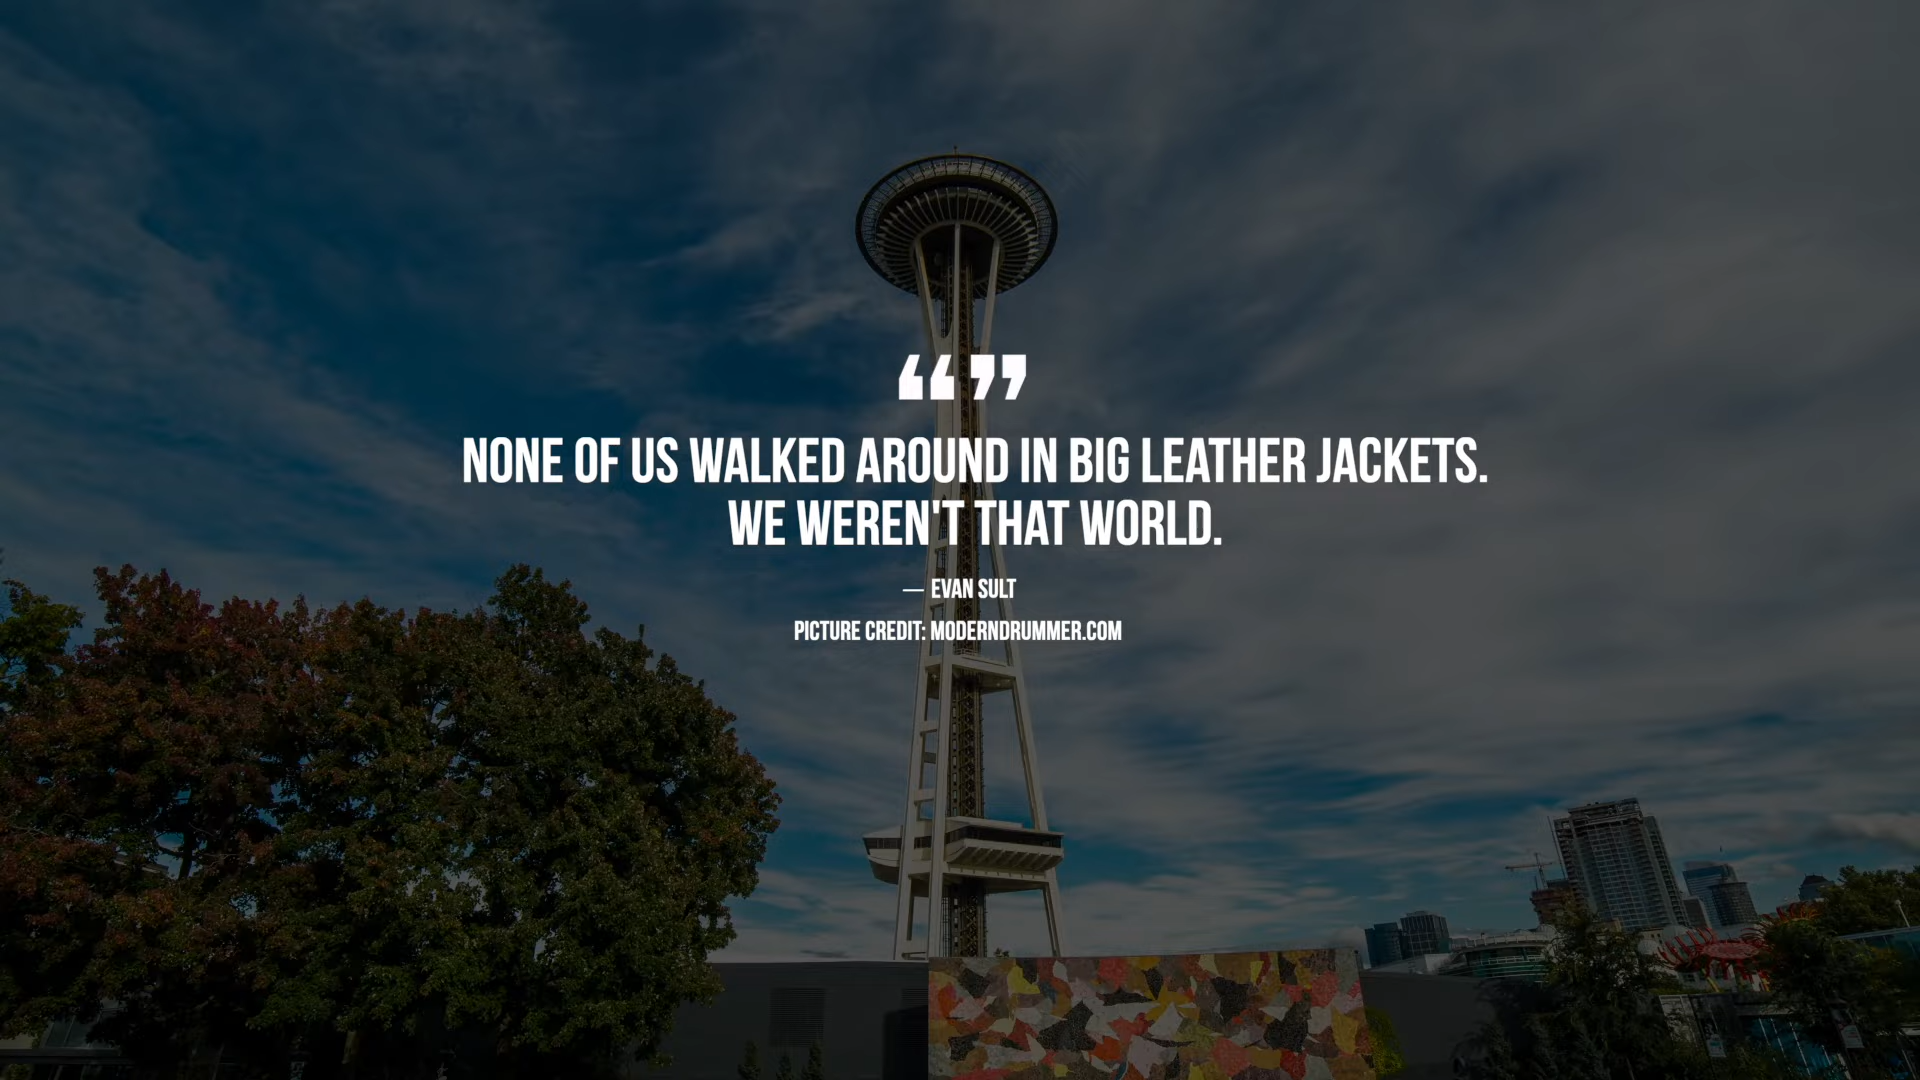 “”
NONE OF US WALKED AROUND IN BIG LEATHER JACKETS.
WE WEREN'T THAT WORLD.
— EVAN SULT
PICTURE CREDIT: MODERNDRUMMER.COM